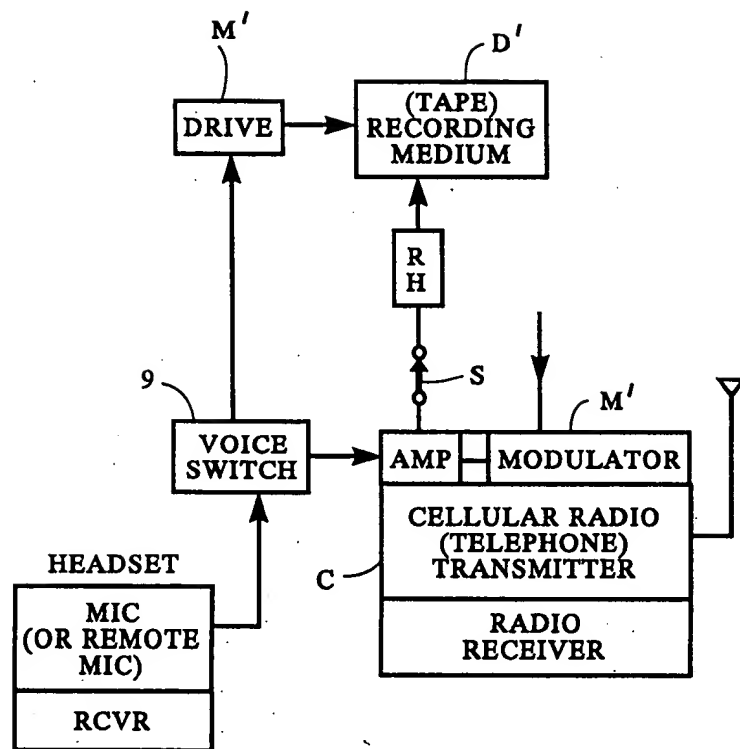 M'
D'
DRIVE
(TAPE)
RECORDING
MEDIUM
R
H
S
9
M'
VOICE
SWITCH
AMP
MODULATOR
CELLULAR RADIO
(TELEPHONE)
TRANSMITTER
C
HEADSET
MIC
(OR REMOTE
MIC)
RADIO
RECEIVER
RCVR